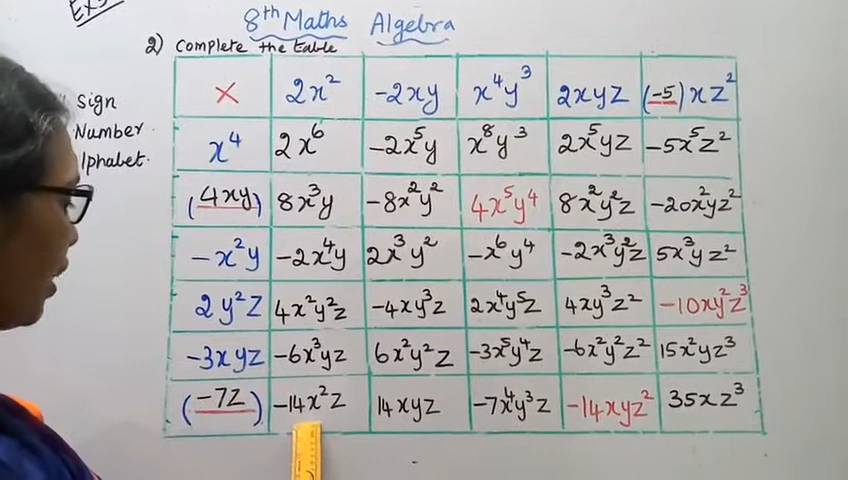 Ex3
8th Maths Algebra
2) Complete the table
Sign
Number
lphabet.
× 2x² -2xy x⁴y³ 2xyz (-5)xz²
x⁴ 2x⁶ -2x⁵y x⁸y³ 2x⁵yz -5x⁵z²
(4xy) 8x³y -8x²y² 4x⁵y⁴ 8x²y²z -20x²yz²
-x²y -2x⁴y 2x³y² -x⁶y⁴ -2x³y²z 5x³yz²
2y²z 4x²y²z -4xy³z 2x⁴y⁵z 4xy³z² -10xy²z³
-3xyz -6x³yz 6x²y²z -3x⁵y⁴z -6x²y²z² 15x²yz³
(-7z) -14x²z 14xyz -7x⁴y³z -14xyz² 35xz³